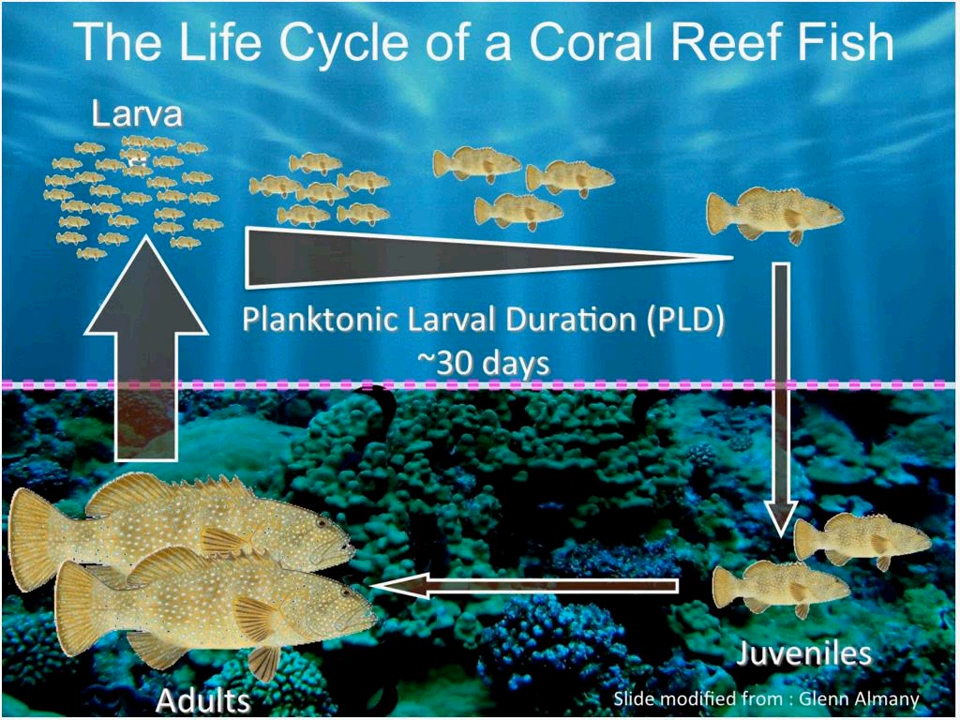 The Life Cycle of a Coral Reef Fish
Larva
Planktonic Larval Duration (PLD)
~30 days
Juveniles
Adults
Slide modified from : Glenn Almany